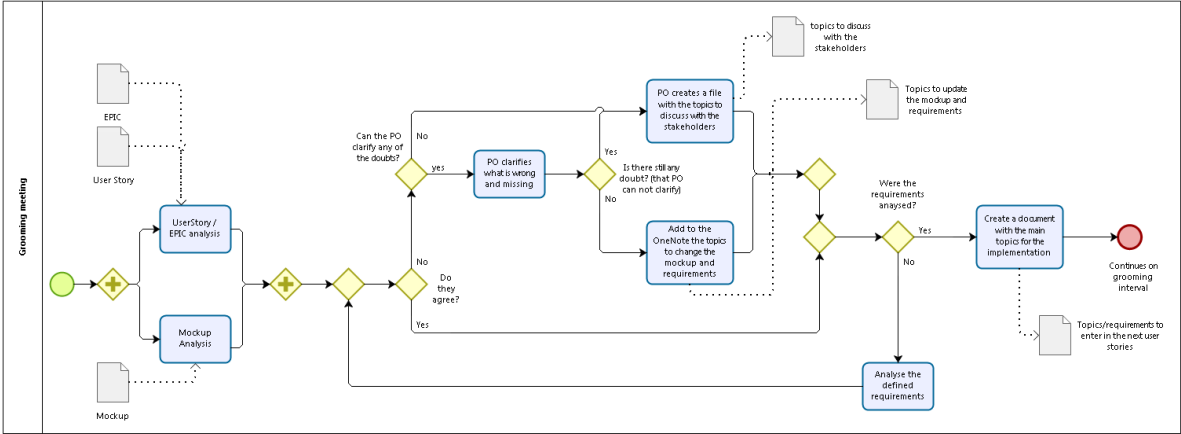 Grooming meeting
EPIC
User Story
Mockup
UserStory /
EPIC analysis
Mockup
Analysis
Can the PO
clarify any of
the doubts?
No
yes
No
Do
they
agree?
Yes
PO clarifies
what is wrong
and missing
Yes
Is there still any
doubt? (that PO
can not clarify)
No
PO creates a file
with the topics to
discuss with the
stakeholders
Add to the
OneNote the topics
to change the
mockup and
requirements
topics to discuss
with the
stakeholders
Topics to update
the mockup and
requirements
Were the
requirements
anaysed?
Yes
No
Analyse the
defined
requirements
Create a document
with the main
topics for the
implementation
Continues on
grooming
interval
Topics/requirements to
enter in the next user
stories